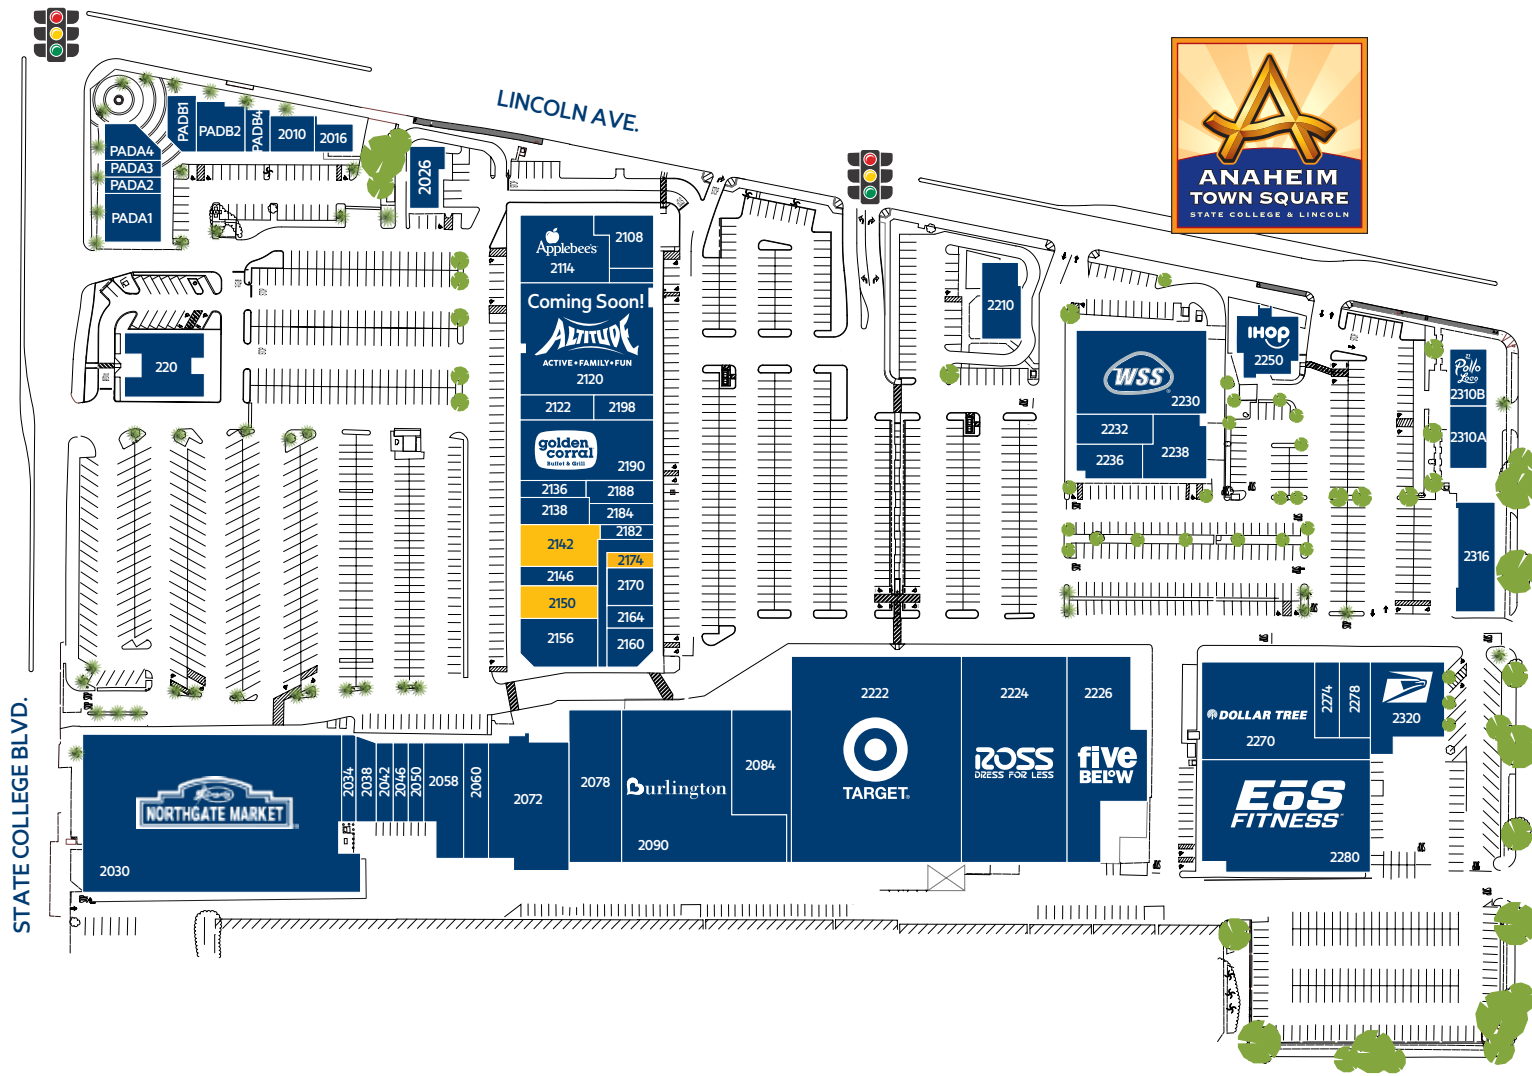 LINCOLN AVE.
STATE COLLEGE BLVD.
ANAHEIM
TOWN SQUARE
STATE COLLEGE & LINCOLN
PADA4
PADA3
PADA2
PADA1
PADB1
PADB2
PADB4
2010
2016
2026
220
Applebee's
2114
2108
Coming Soon!
ALTITUDE
ACTIVE • FAMILY • FUN
2120
2122
2198
golden
corral
Buffet & Grill
2190
2136
2188
2138
2184
2182
2142
2174
2146
2170
2150
2164
2156
2160
2210
WSS
2230
2232
2236
2238
IHOP
2250
El
Pollo
Loco
2310B
2310A
2316
NORTHGATE MARKET
2030
2034
2038
2042
2046
2050
2058
2060
2072
2078
Burlington
2090
2084
2222
TARGET
2224
ROSS
DRESS FOR LESS
2226
five
BELOW
DOLLAR TREE
2270
2274
2278
2320
EōS
FITNESS
2280